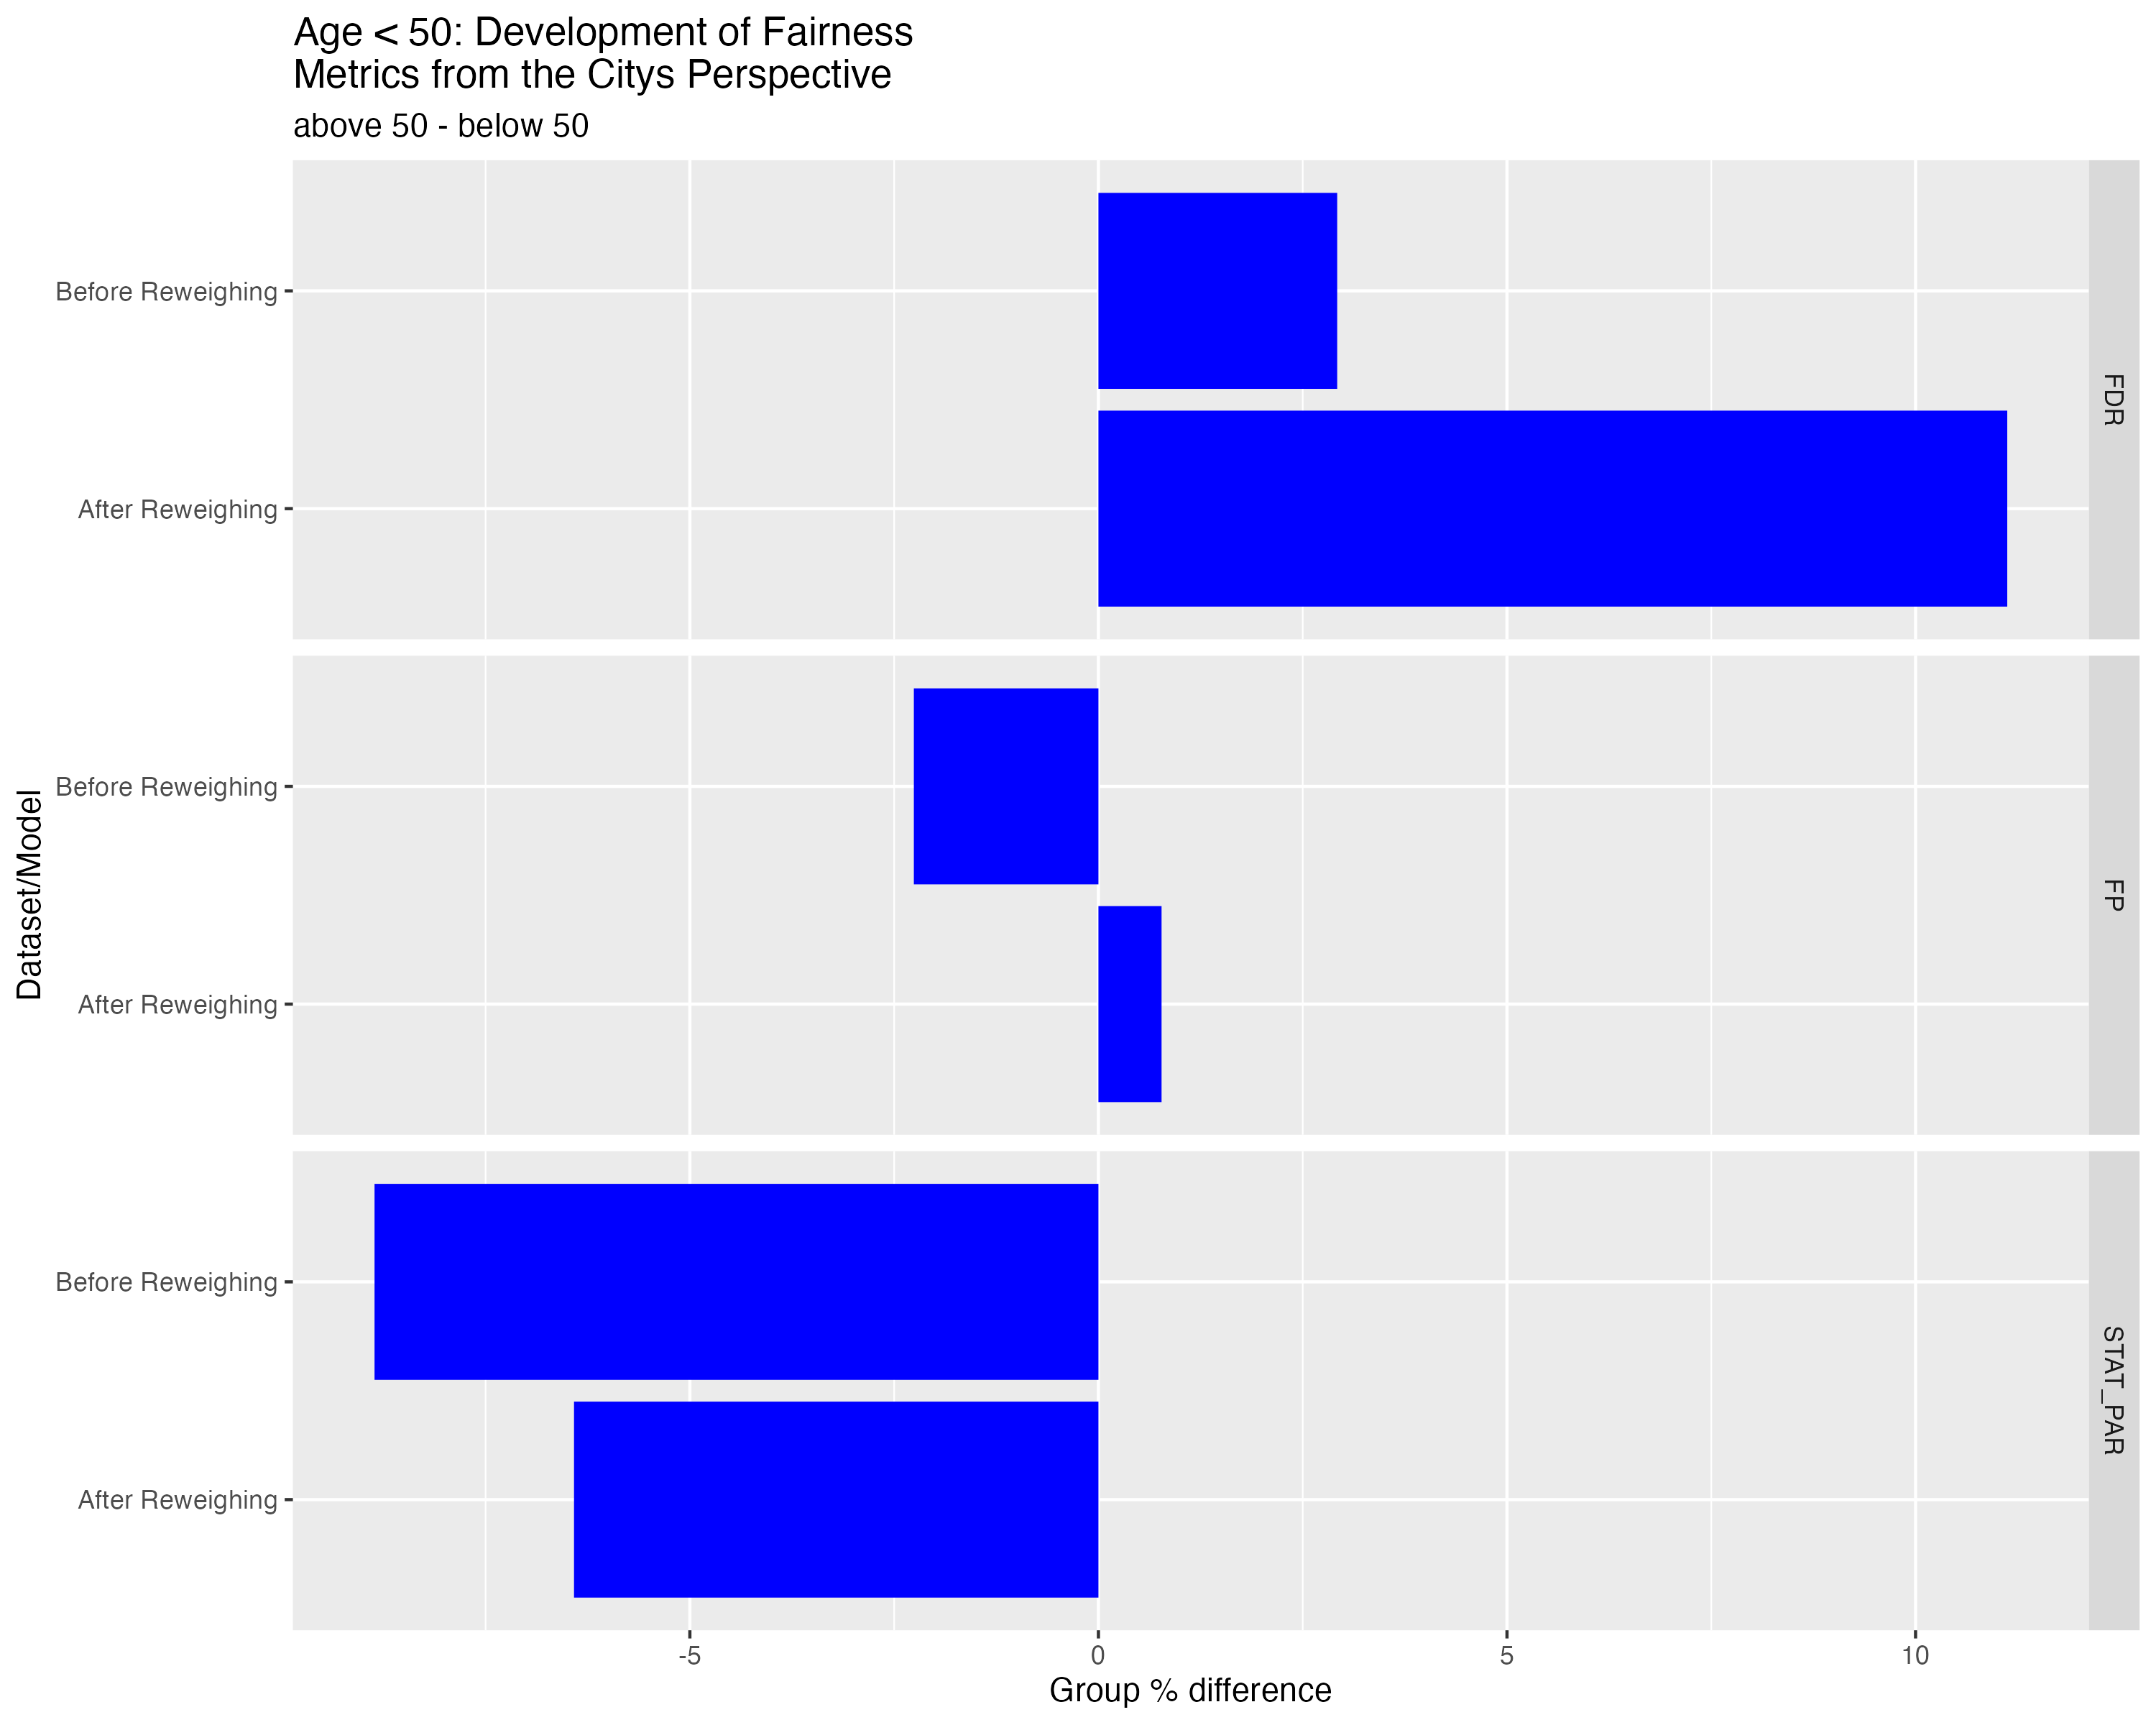 Age < 50: Development of Fairness
Metrics from the Citys Perspective
above 50 - below 50
Before Reweighing
After Reweighing
FDR
Before Reweighing
After Reweighing
FP
Before Reweighing
After Reweighing
STAT_PAR
Dataset/Model
-5 0 5 10
Group % difference